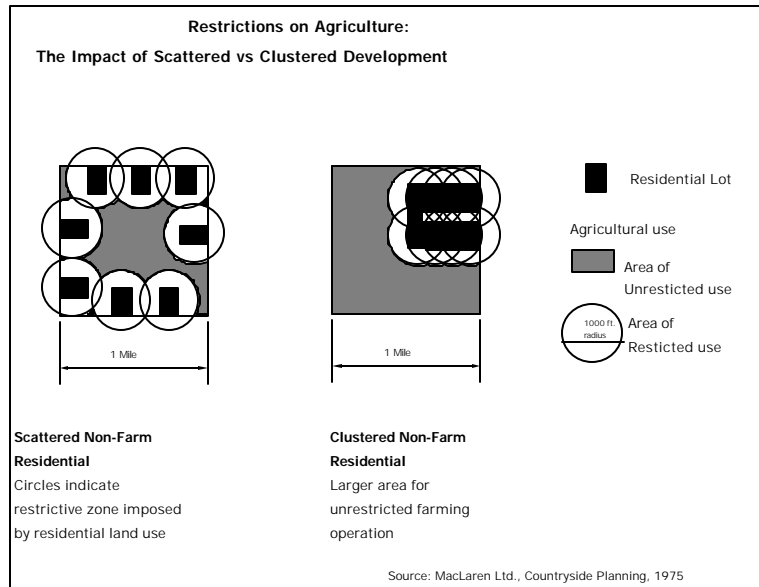 Restrictions on Agriculture:
The Impact of Scattered vs Clustered Development
Residential Lot
Agricultural use
Area of
Unresticted use
1000 ft.
radius
Area of
Resticted use
1 Mile
1 Mile
Scattered Non-Farm
Residential
Circles indicate
restrictive zone imposed
by residential land use
Clustered Non-Farm
Residential
Larger area for
unrestricted farming
operation
Source: MacLaren Ltd., Countryside Planning, 1975